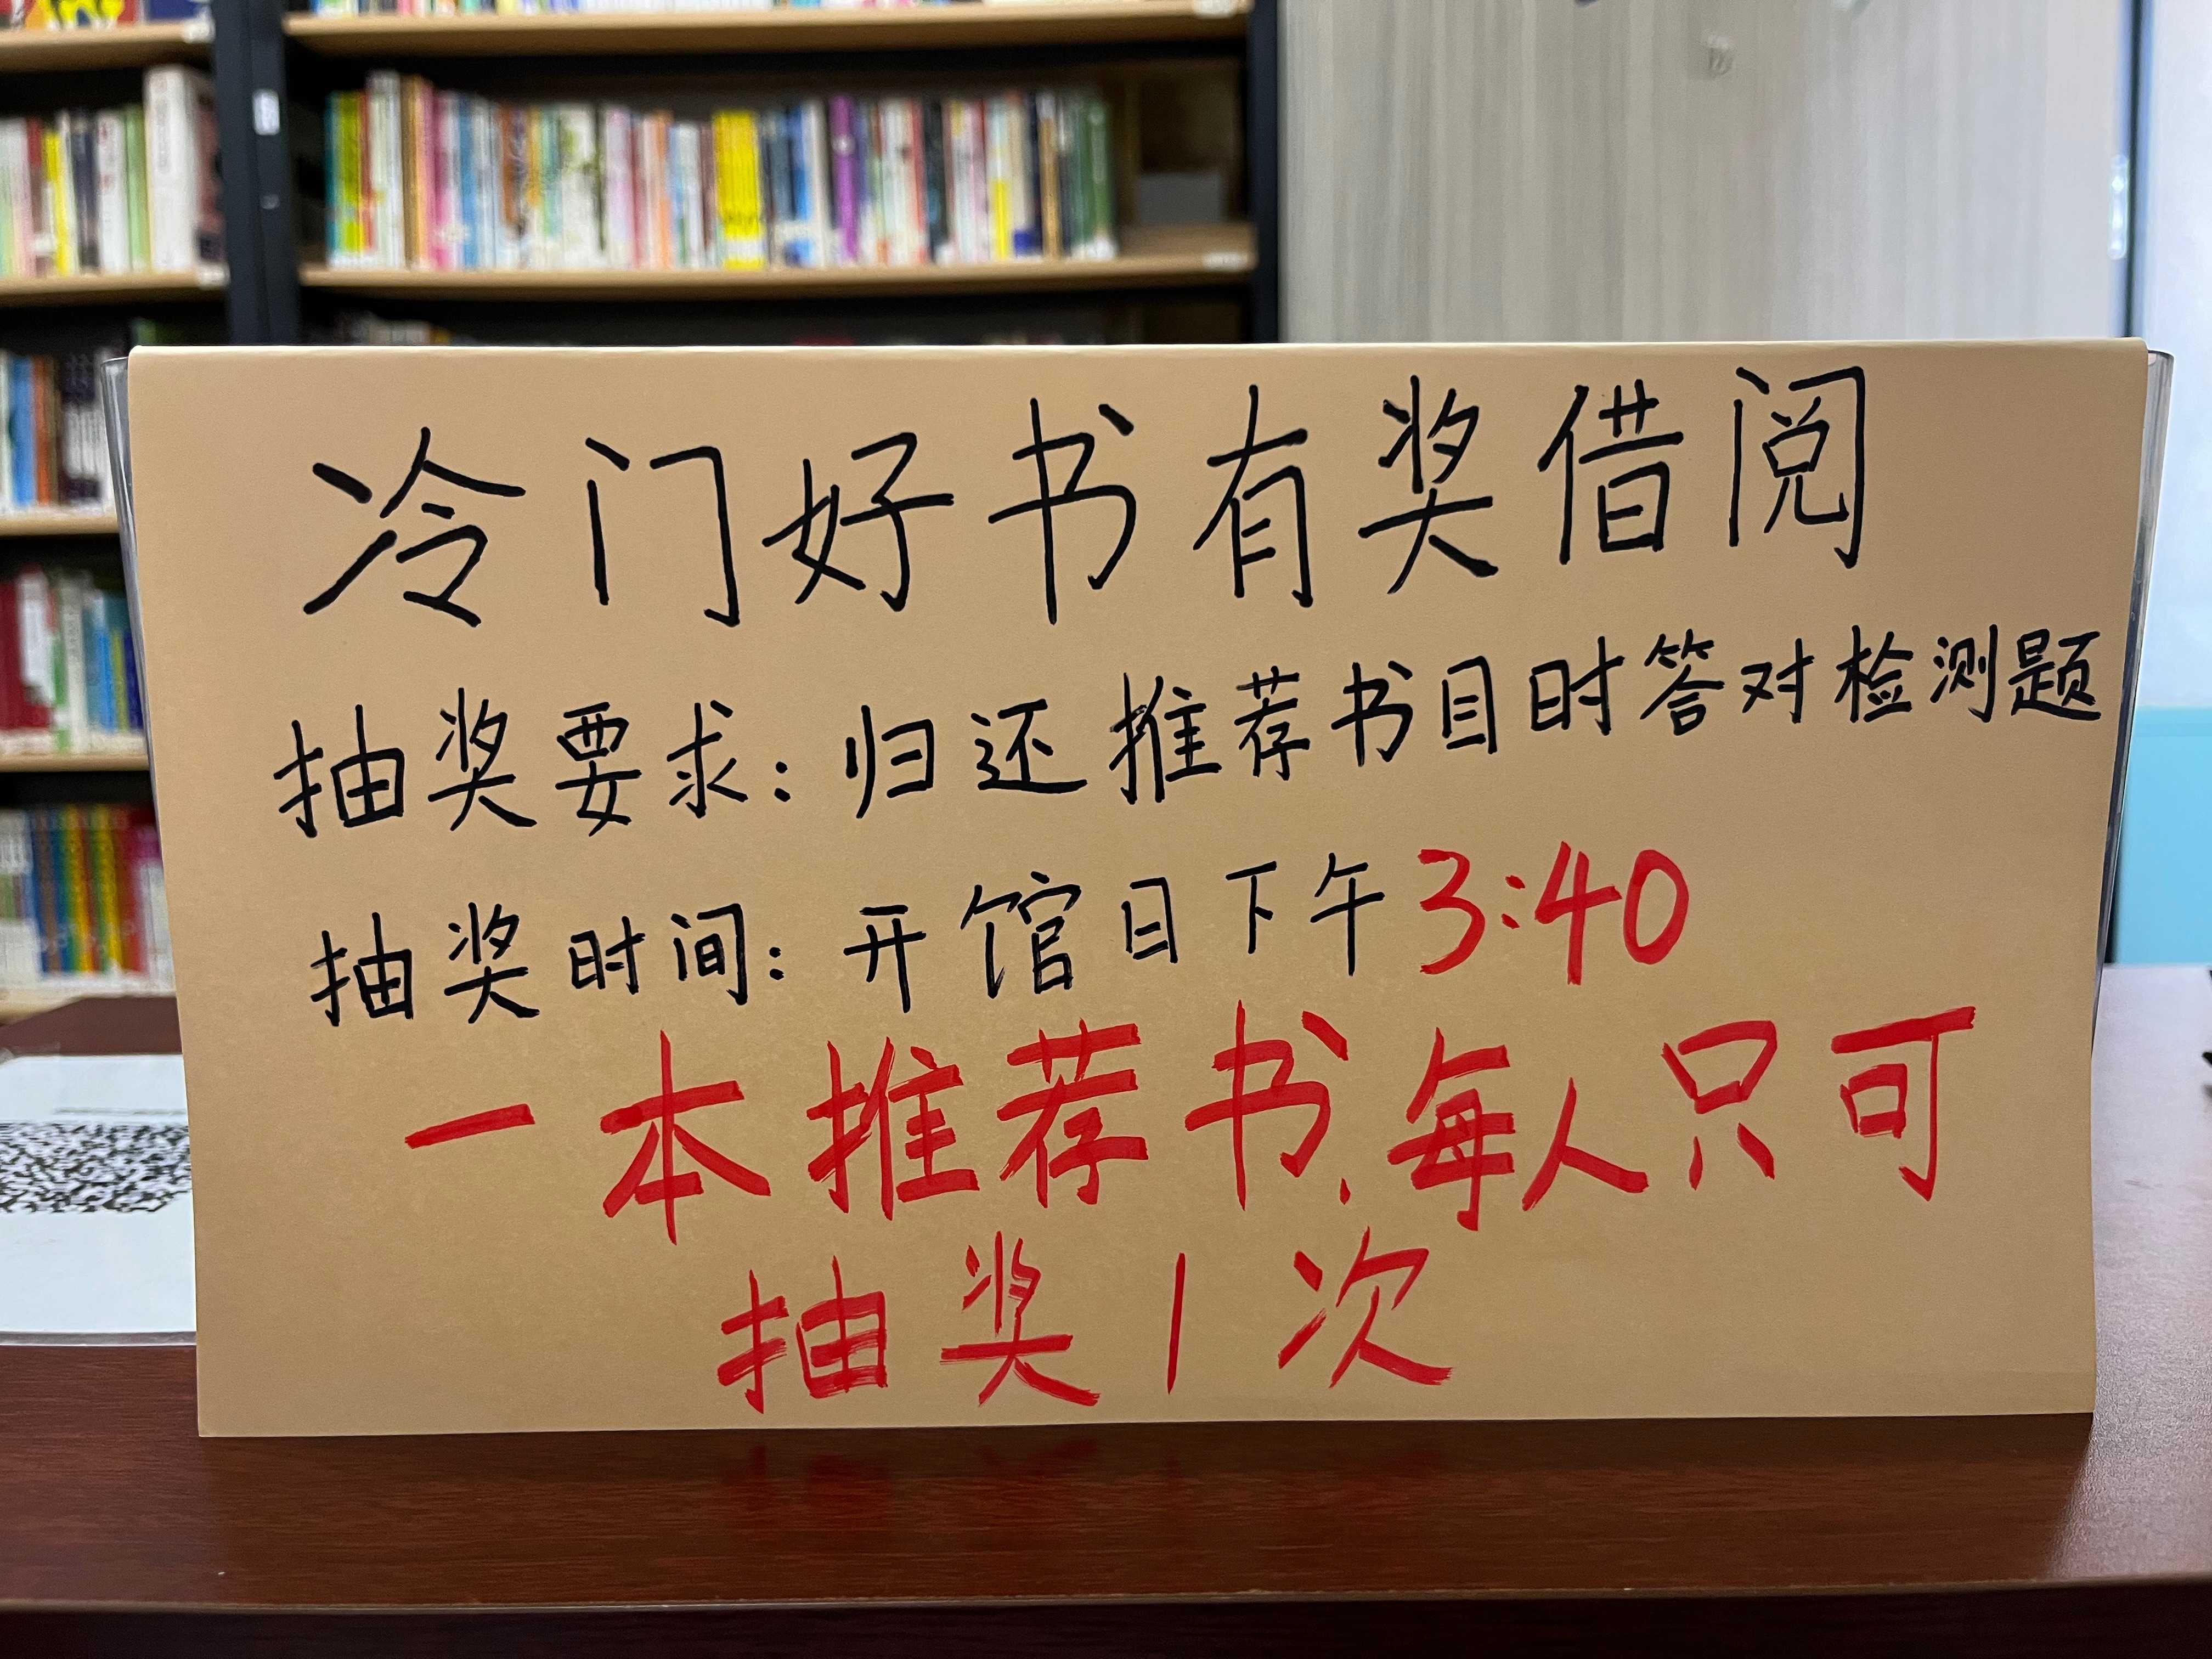 冷门好书有奖借阅
抽奖要求：归还推荐书目时答对检测题
抽奖时间：开馆日下午3:40
一本推荐书，每人只可
抽奖1次